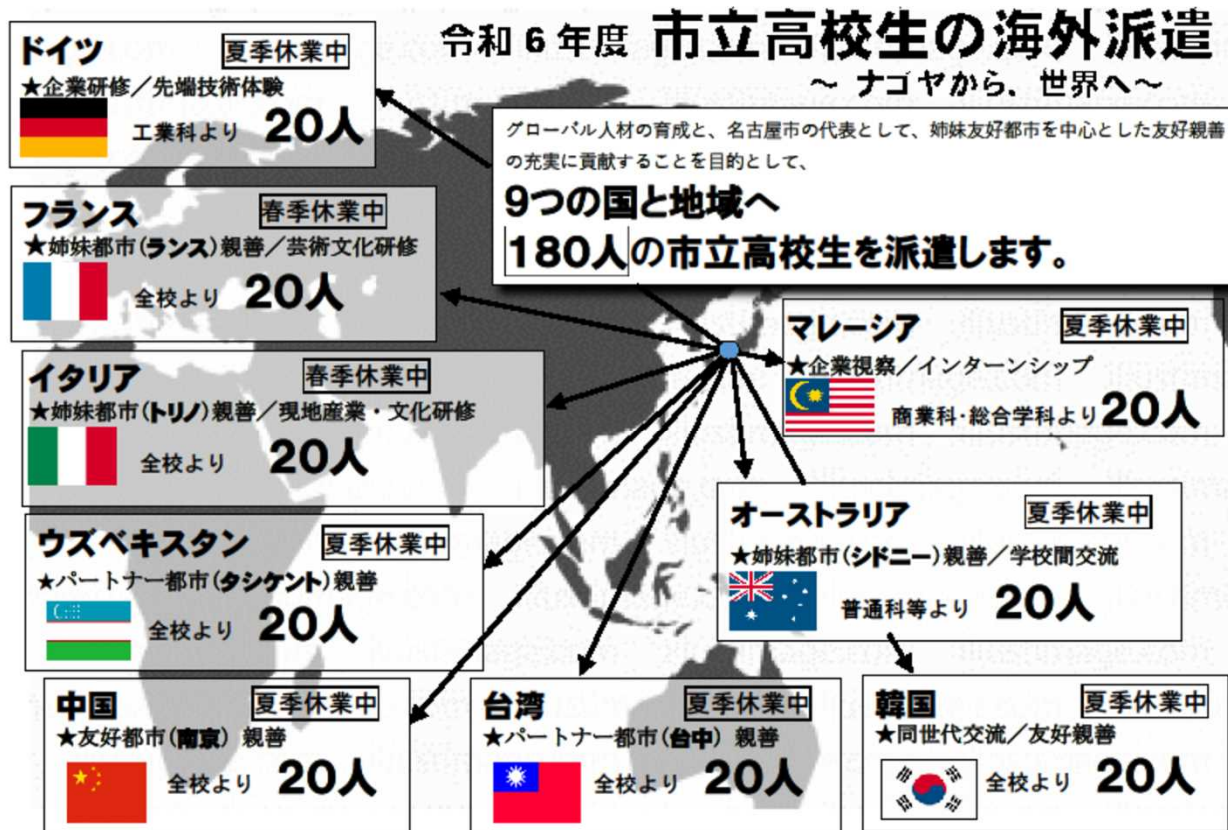 令和6年度 市立高校生の海外派遣
～ ナゴヤから、世界へ～
グローバル人材の育成と、名古屋市の代表として、姉妹友好都市を中心とした友好親善
の充実に貢献することを目的として、
9つの国と地域へ
180人の市立高校生を派遣します。
ドイツ 夏季休業中
★企業研修／先端技術体験
工業科より 20人
フランス 春季休業中
★姉妹都市(ランス)親善／芸術文化研修
全校より 20人
イタリア 春季休業中
★姉妹都市(トリノ)親善／現地産業・文化研修
全校より 20人
ウズベキスタン 夏季休業中
★パートナー都市(タシケント)親善
全校より 20人
マレーシア 夏季休業中
★企業視察／インターンシップ
商業科・総合学科より 20人
オーストラリア 夏季休業中
★姉妹都市(シドニー)親善／学校間交流
普通科等より 20人
中国 夏季休業中
★友好都市(南京) 親善
全校より 20人
台湾 夏季休業中
★パートナー都市(台中) 親善
全校より 20人
韓国 夏季休業中
★同世代交流／友好親善
全校より 20人